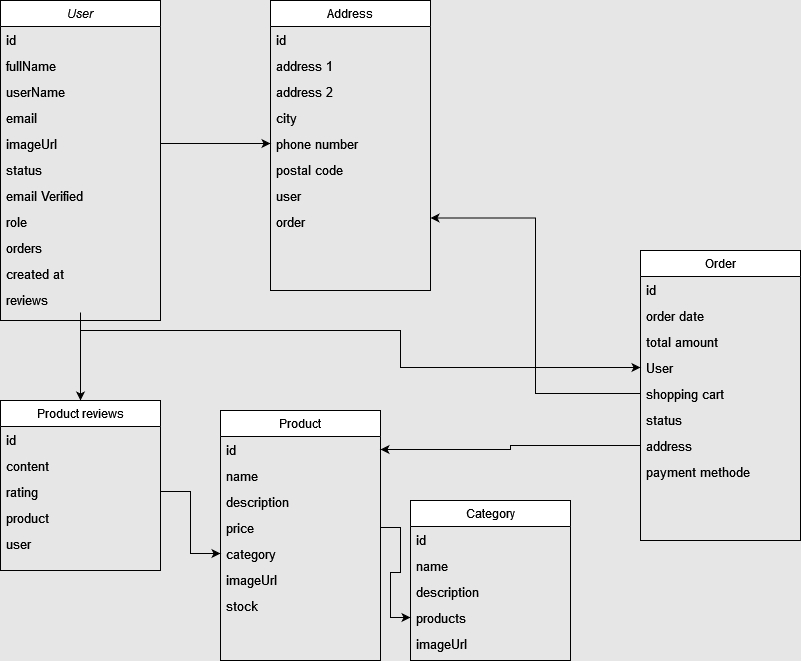 User
id
fullName
userName
email
imageUrl
status
email Verified
role
orders
created at
reviews
Address
id
address 1
address 2
city
phone number
postal code
user
order
Order
id
order date
total amount
User
shopping cart
status
address
payment methode
Product reviews
id
content
rating
product
user
Product
id
name
description
price
category
imageUrl
stock
Category
id
name
description
products
imageUrl